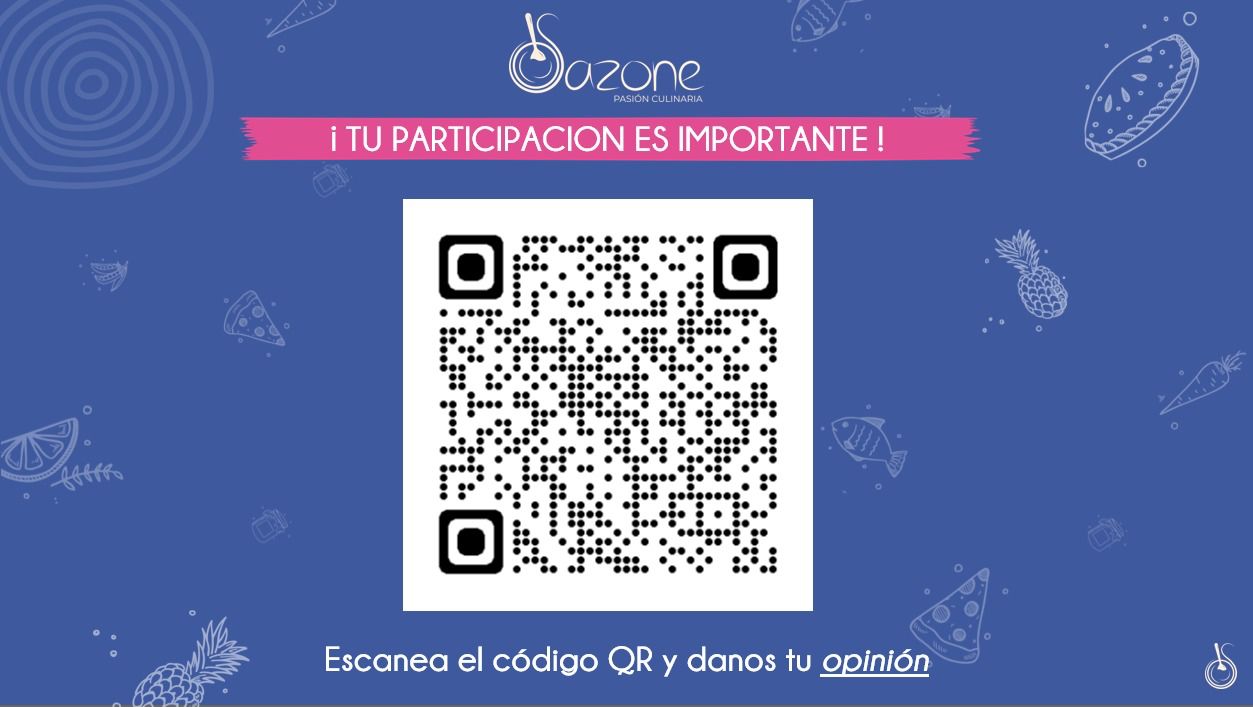 Sazone
PASIÓN CULINARIA
¡ TU PARTICIPACION ES IMPORTANTE !
Escanea el código QR y danos tu opinión